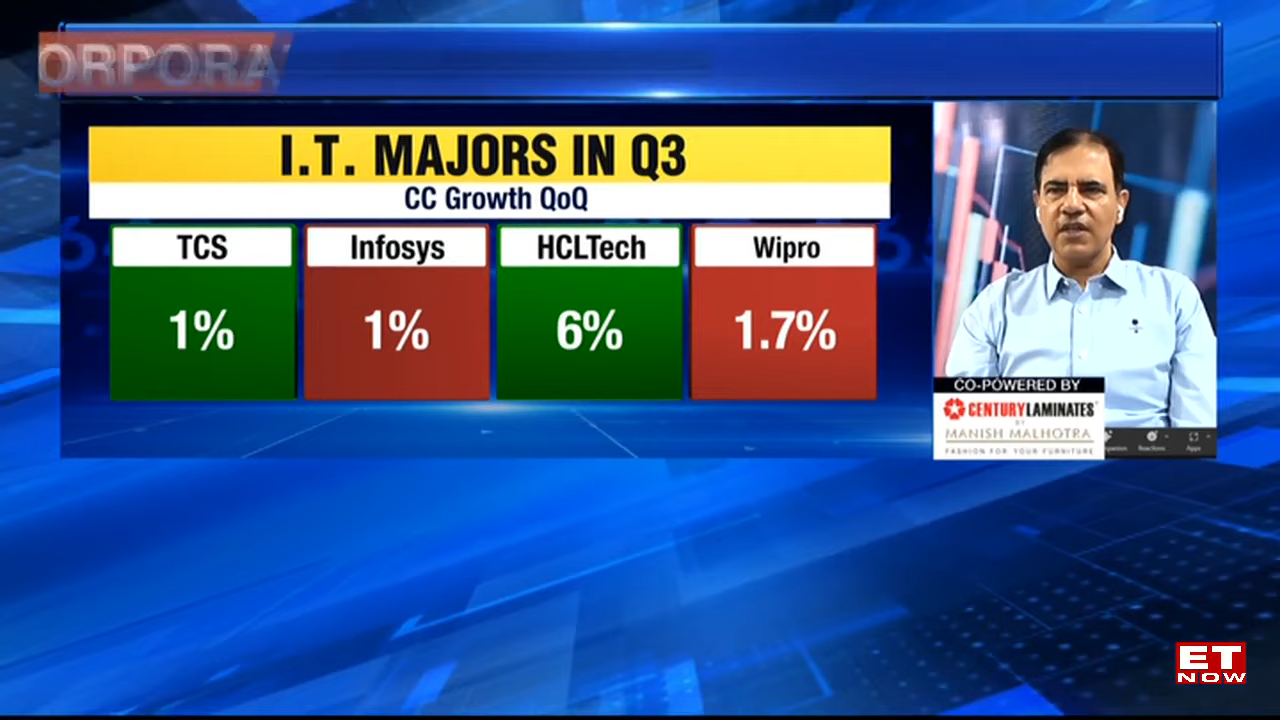 ORPORA
I.T. MAJORS IN Q3
CC Growth QoQ
TCS
Infosys
HCLTech
Wipro
1%
1%
6%
1.7%
CO-POWERED BY
CENTURYLAMINATES
BY
MANISH MALHOTRA
FASHION FOR YOUR FURNITURE
Reactions
Apps
ET
NOW